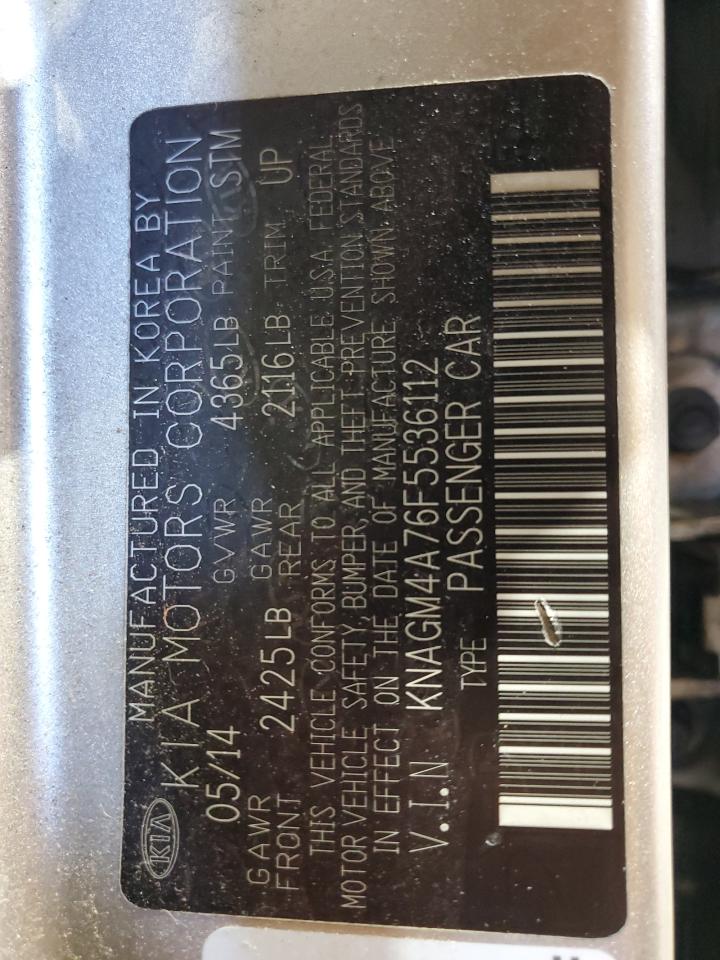 MANUFACTURED IN KOREA BY
KIA KIA MOTORS CORPORATION
05/14 GVWR 4365LB PAINT STM
GAWR FRONT 2425LB GAWR REAR 2116LB TRIM UP
THIS VEHICLE CONFORMS TO ALL APPLICABLE U.S.A. FEDERAL
MOTOR VEHICLE SAFETY, BUMPER, AND THEFT PREVENTION STANDARDS
IN EFFECT ON THE DATE OF MANUFACTURE SHOWN ABOVE
V.I.N KNAGM4A76F5536112
TYPE PASSENGER CAR